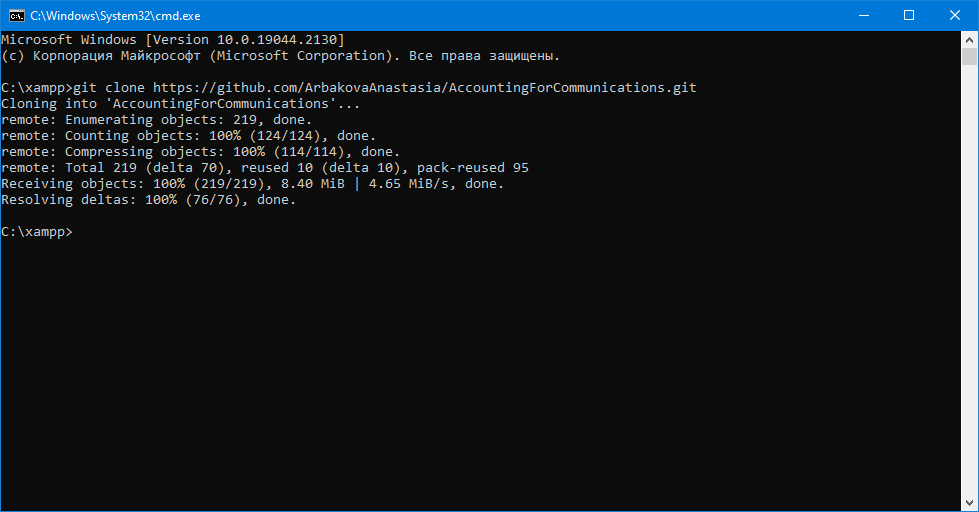 C:\Windows\System32\cmd.exe
Microsoft Windows [Version 10.0.19044.2130]
(c) Корпорация Майкрософт (Microsoft Corporation). Все права защищены.
C:\xampp>git clone https://github.com/ArbakovaAnastasia/AccountingForCommunications.git
Cloning into 'AccountingForCommunications'...
remote: Enumerating objects: 219, done.
remote: Counting objects: 100% (124/124), done.
remote: Compressing objects: 100% (114/114), done.
remote: Total 219 (delta 70), reused 10 (delta 10), pack-reused 95
Receiving objects: 100% (219/219), 8.40 MiB | 4.65 MiB/s, done.
Resolving deltas: 100% (76/76), done.
C:\xampp>